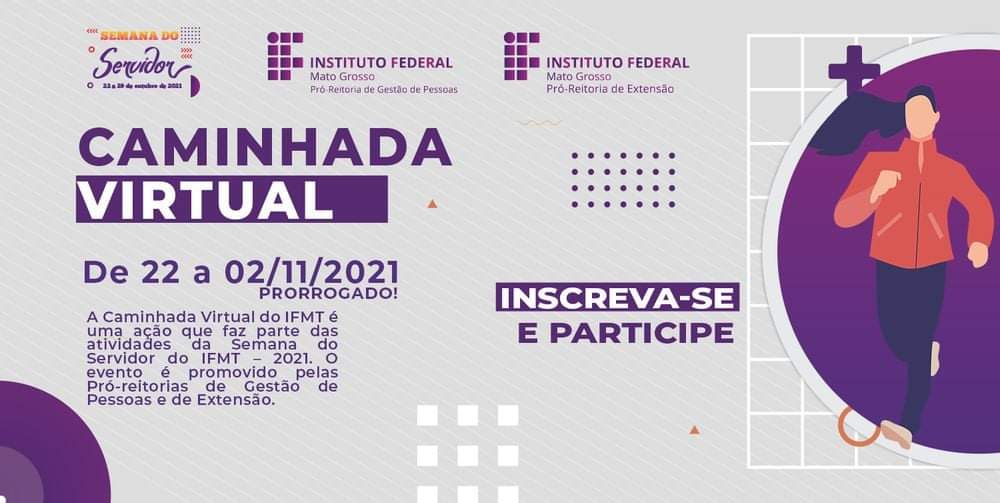 SEMANA DO
Servidor
22 a 29 de outubro de 2021
INSTITUTO FEDERAL
Mato Grosso
Pró-Reitoria de Gestão de Pessoas
INSTITUTO FEDERAL
Mato Grosso
Pró-Reitoria de Extensão
CAMINHADA
VIRTUAL
De 22 a 02/11/2021
PRORROGADO!
A Caminhada Virtual do IFMT é
uma ação que faz parte das
atividades da Semana do
Servidor do IFMT – 2021. O
evento é promovido pelas
Pró-reitorias de Gestão de
Pessoas e de Extensão.
INSCREVA-SE
E PARTICIPE